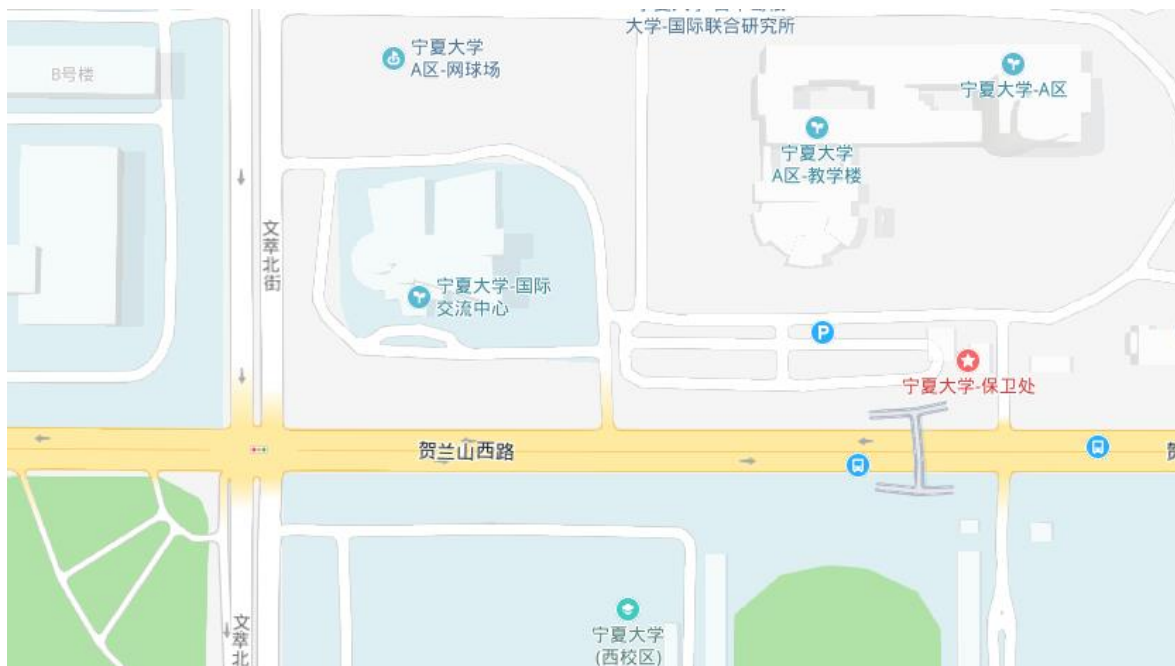 大学-国际联合研究所
宁夏大学
A区-网球场
B号楼
宁夏大学-A区
宁夏大学
A区-教学楼
文萃北街
宁夏大学-国际
交流中心
P
宁夏大学-保卫处
贺兰山西路
宁夏大学
(西校区)
文萃北